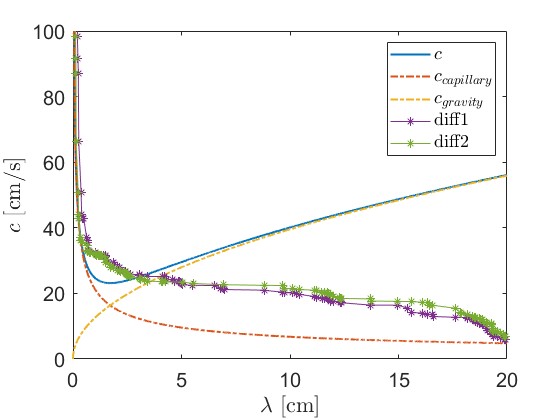 100
80
60
40
20
0
c [cm/s]
0 5 10 15 20
λ [cm]
c
c_capillary
c_gravity
diff1
diff2